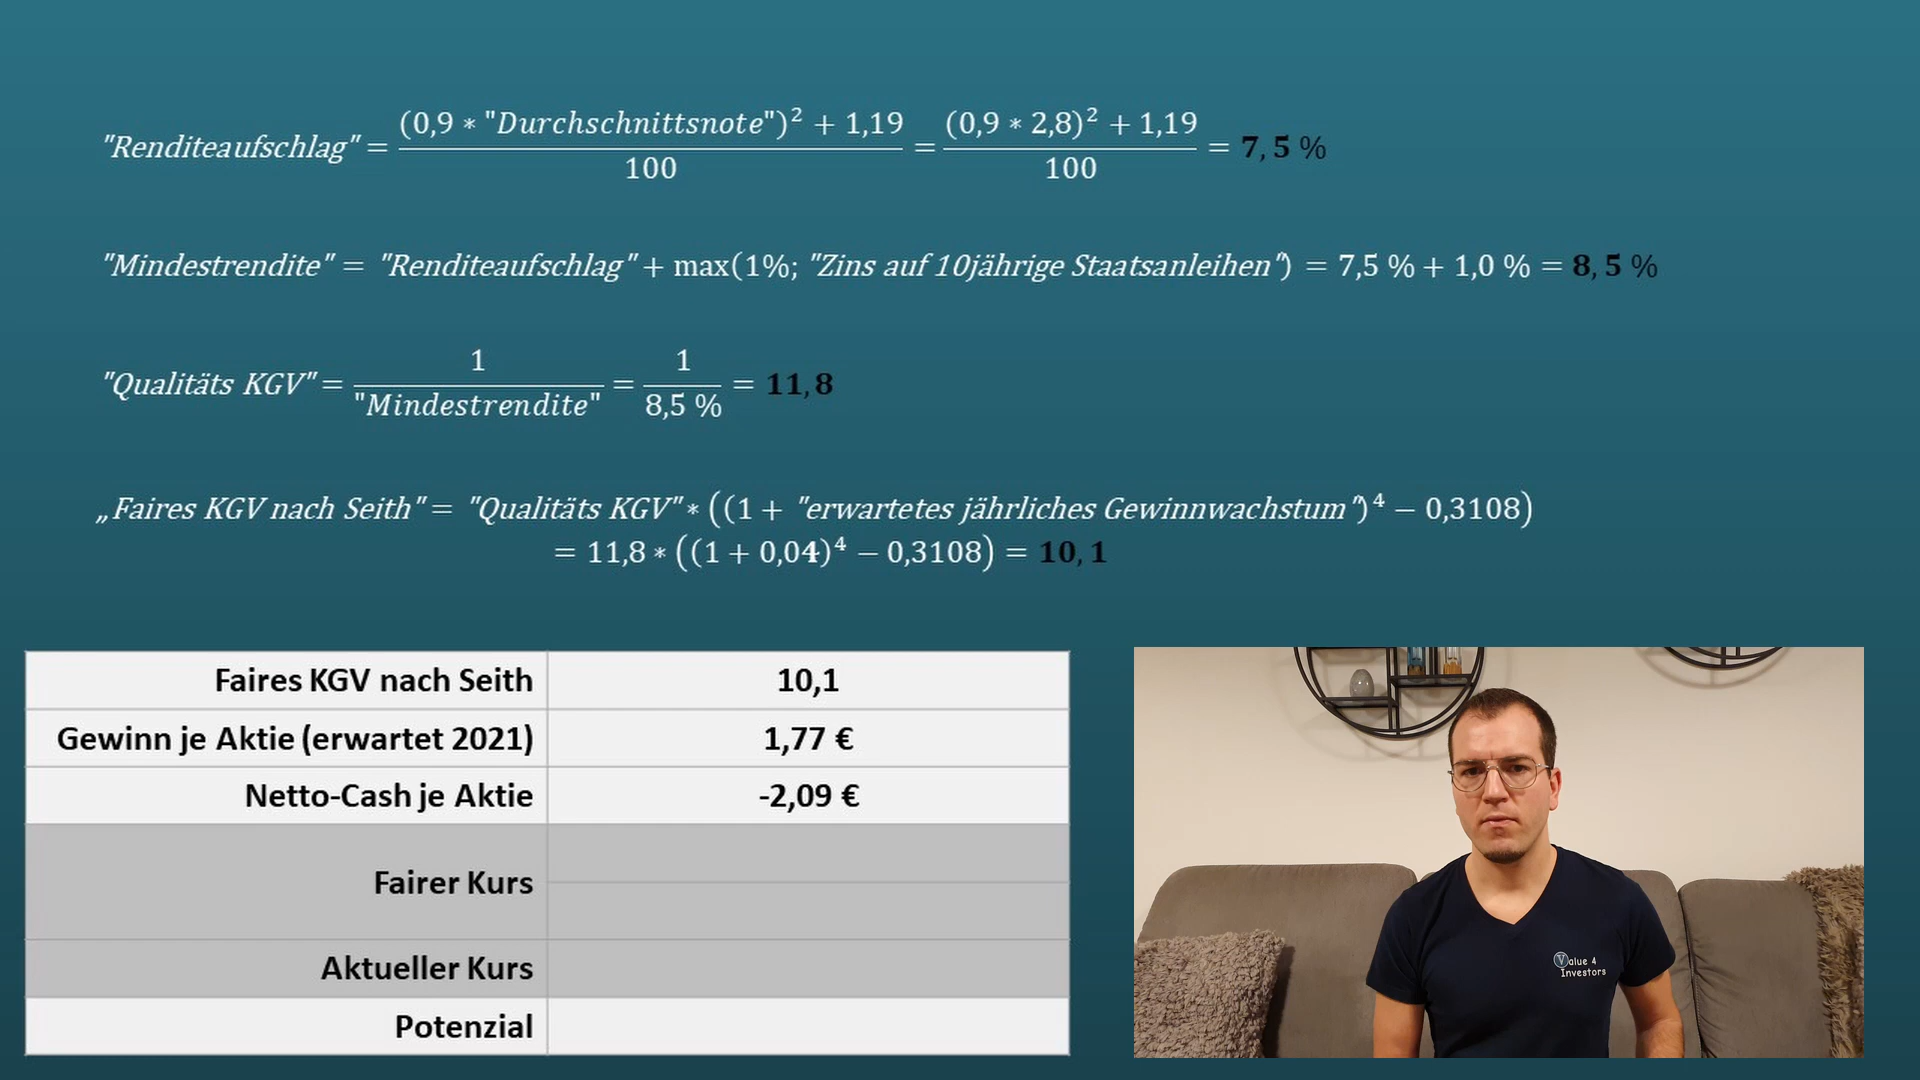 "Renditeaufschlag" = (0,9 * "Durchschnittsnote")² + 1,19 / 100 = (0,9 * 2,8)² + 1,19 / 100 = 7,5 %
"Mindestrendite" = "Renditeaufschlag" + max(1%; "Zins auf 10jährige Staatsanleihen") = 7,5 % + 1,0 % = 8,5 %
"Qualitäts KGV" = 1 / "Mindestrendite" = 1 / 8,5 % = 11,8
„Faires KGV nach Seith" = "Qualitäts KGV" * ((1 + "erwartetes jährliches Gewinnwachstum")⁴ − 0,3108)
= 11,8 * ((1 + 0,04)⁴ − 0,3108) = 10,1
Faires KGV nach Seith 10,1
Gewinn je Aktie (erwartet 2021) 1,77 €
Netto-Cash je Aktie -2,09 €
Fairer Kurs
Aktueller Kurs
Potenzial
Value 4
Investors